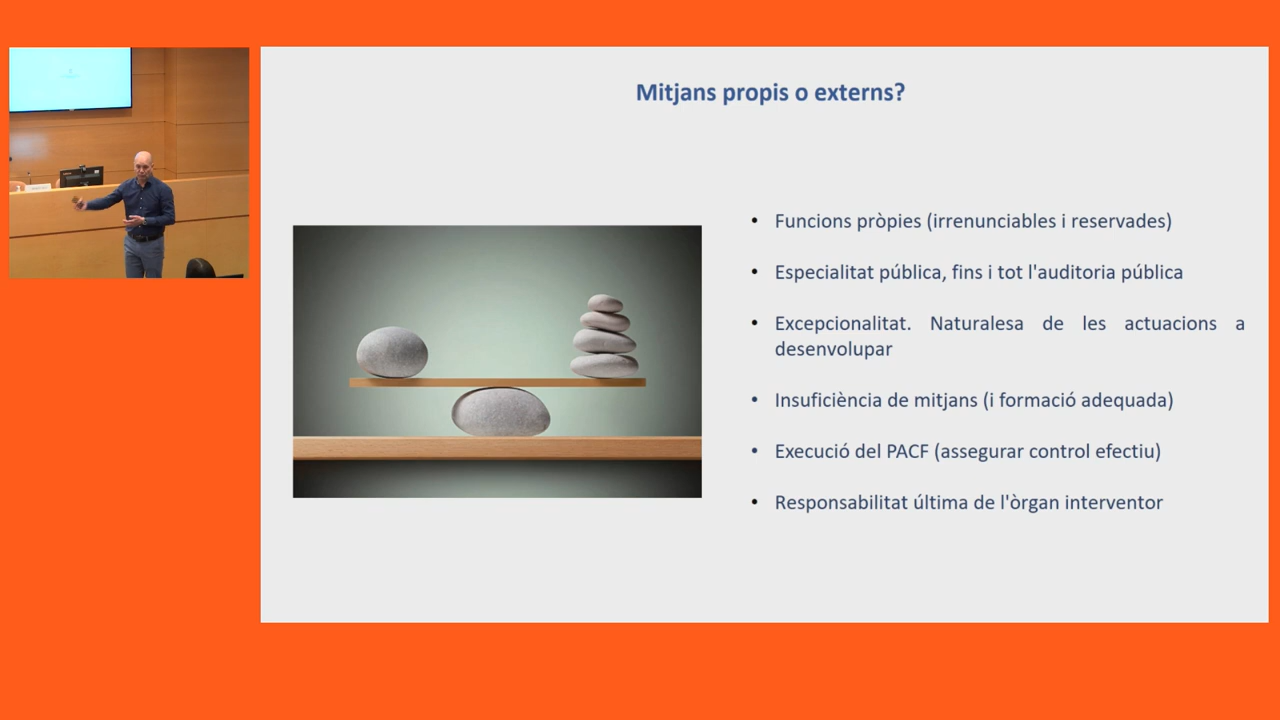 Mitjans propis o externs?
• Funcions pròpies (irrenunciables i reservades)
• Especialitat pública, fins i tot l'auditoria pública
• Excepcionalitat. Naturalesa de les actuacions a
desenvolupar
• Insuficiència de mitjans (i formació adequada)
• Execució del PACF (assegurar control efectiu)
• Responsabilitat última de l'òrgan interventor